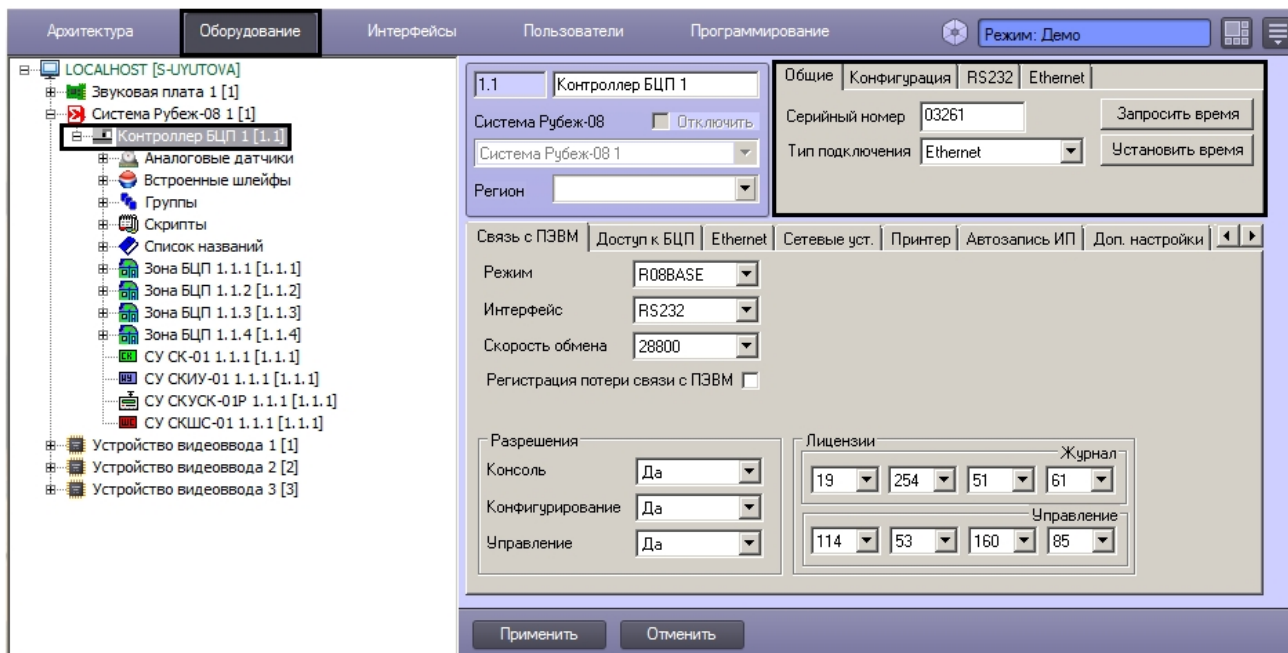 Архитектура
Оборудование
Интерфейсы
Пользователи
Программирование
Режим: Демо
LOCALHOST [S-UYUTOVA]
Звуковая плата 1 [1]
Система Рубеж-08 1 [1]
Контроллер БЦП 1 [1.1]
Аналоговые датчики
Встроенные шлейфы
Группы
Скрипты
Список названий
Зона БЦП 1.1.1 [1.1.1]
Зона БЦП 1.1.2 [1.1.2]
Зона БЦП 1.1.3 [1.1.3]
Зона БЦП 1.1.4 [1.1.4]
СУ СК-01 1.1.1 [1.1.1]
СУ СКИУ-01 1.1.1 [1.1.1]
СУ СКУСК-01Р 1.1.1 [1.1.1]
СУ СКШС-01 1.1.1 [1.1.1]
Устройство видеоввода 1 [1]
Устройство видеоввода 2 [2]
Устройство видеоввода 3 [3]
1.1 Контроллер БЦП 1
Система Рубеж-08 Отключить
Система Рубеж-08 1
Регион
Общие Конфигурация RS232 Ethernet
Серийный номер 03261 Запросить время
Тип подключения Ethernet Установить время
Связь с ПЭВМ Доступ к БЦП Ethernet Сетевые уст. Принтер Автозапись ИП Доп. настройки
Режим R08BASE
Интерфейс RS232
Скорость обмена 28800
Регистрация потери связи с ПЭВМ
Разрешения
Консоль Да
Конфигурирование Да
Управление Да
Лицензии
Журнал
19 254 51 61
Управление
114 53 160 85
Применить Отменить